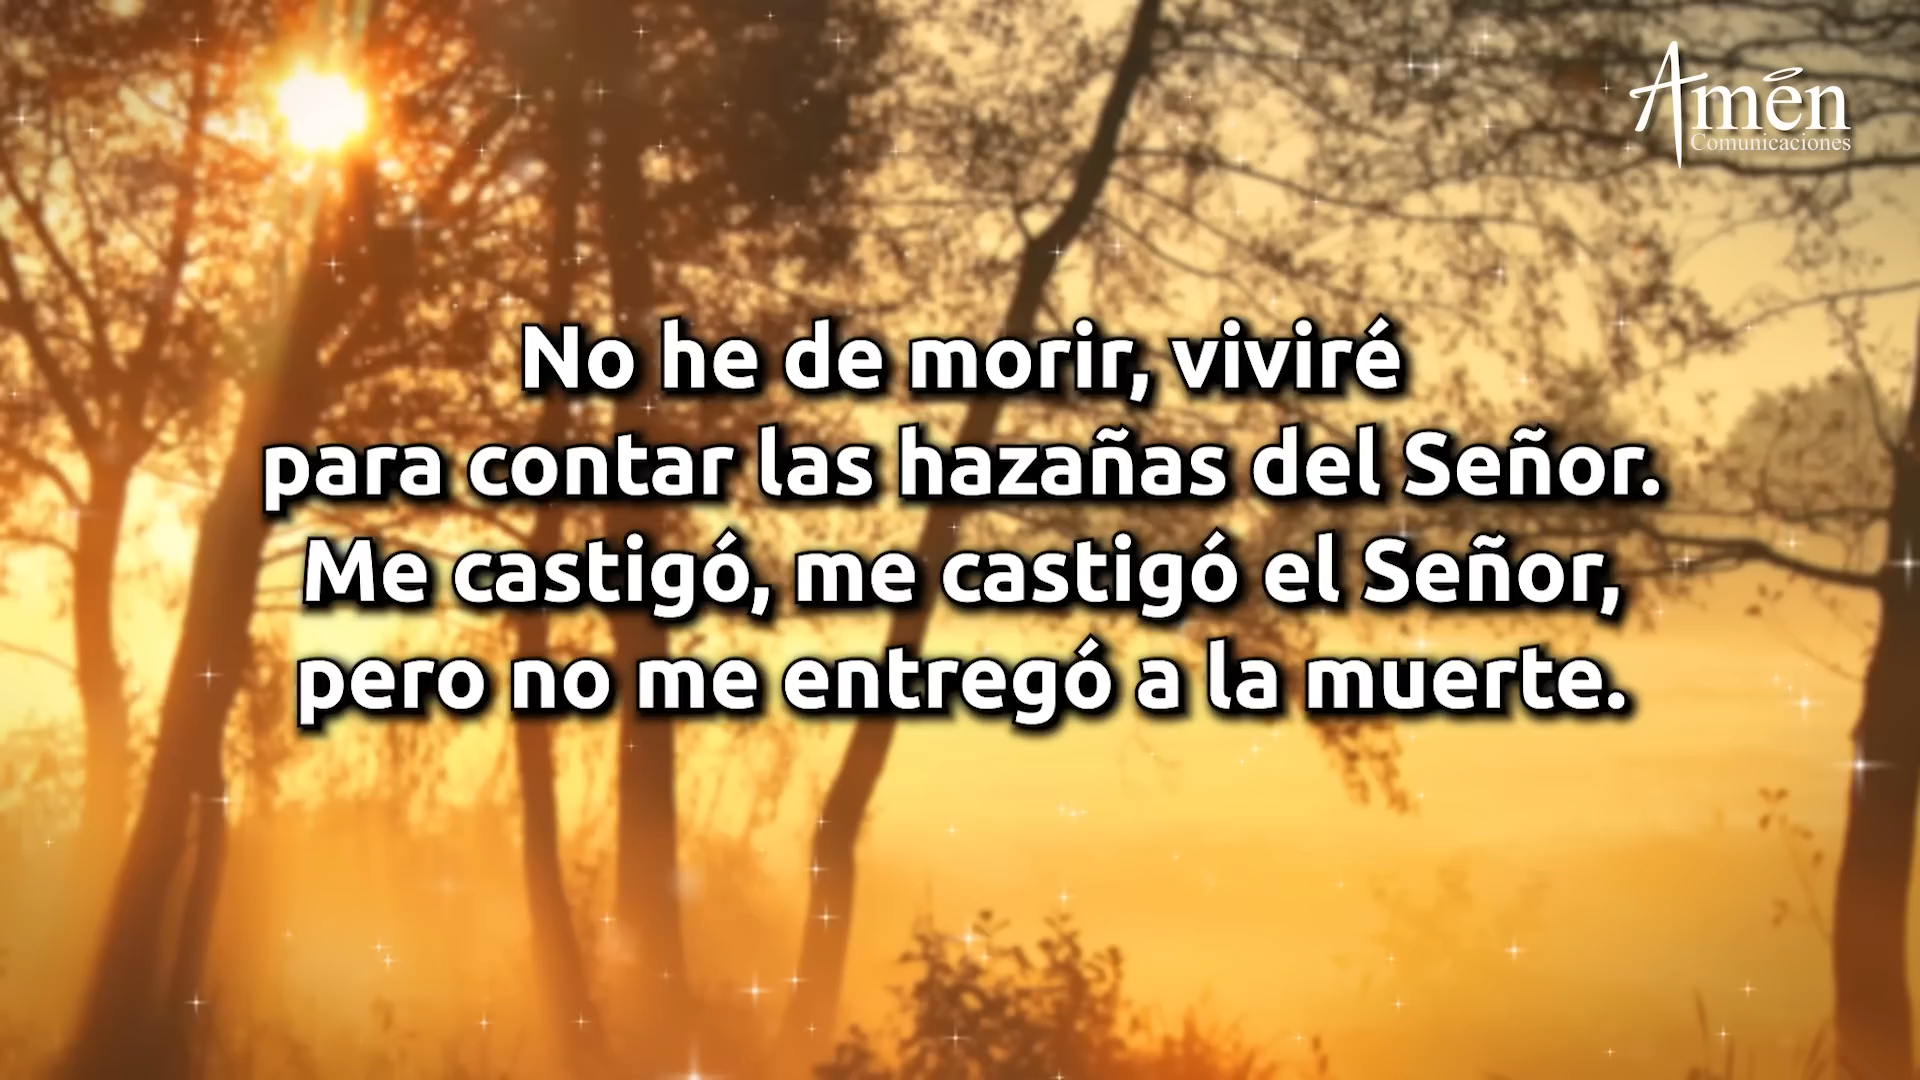 Amén
Comunicaciones
No he de morir, viviré
para contar las hazañas del Señor.
Me castigó, me castigó el Señor,
pero no me entregó a la muerte.